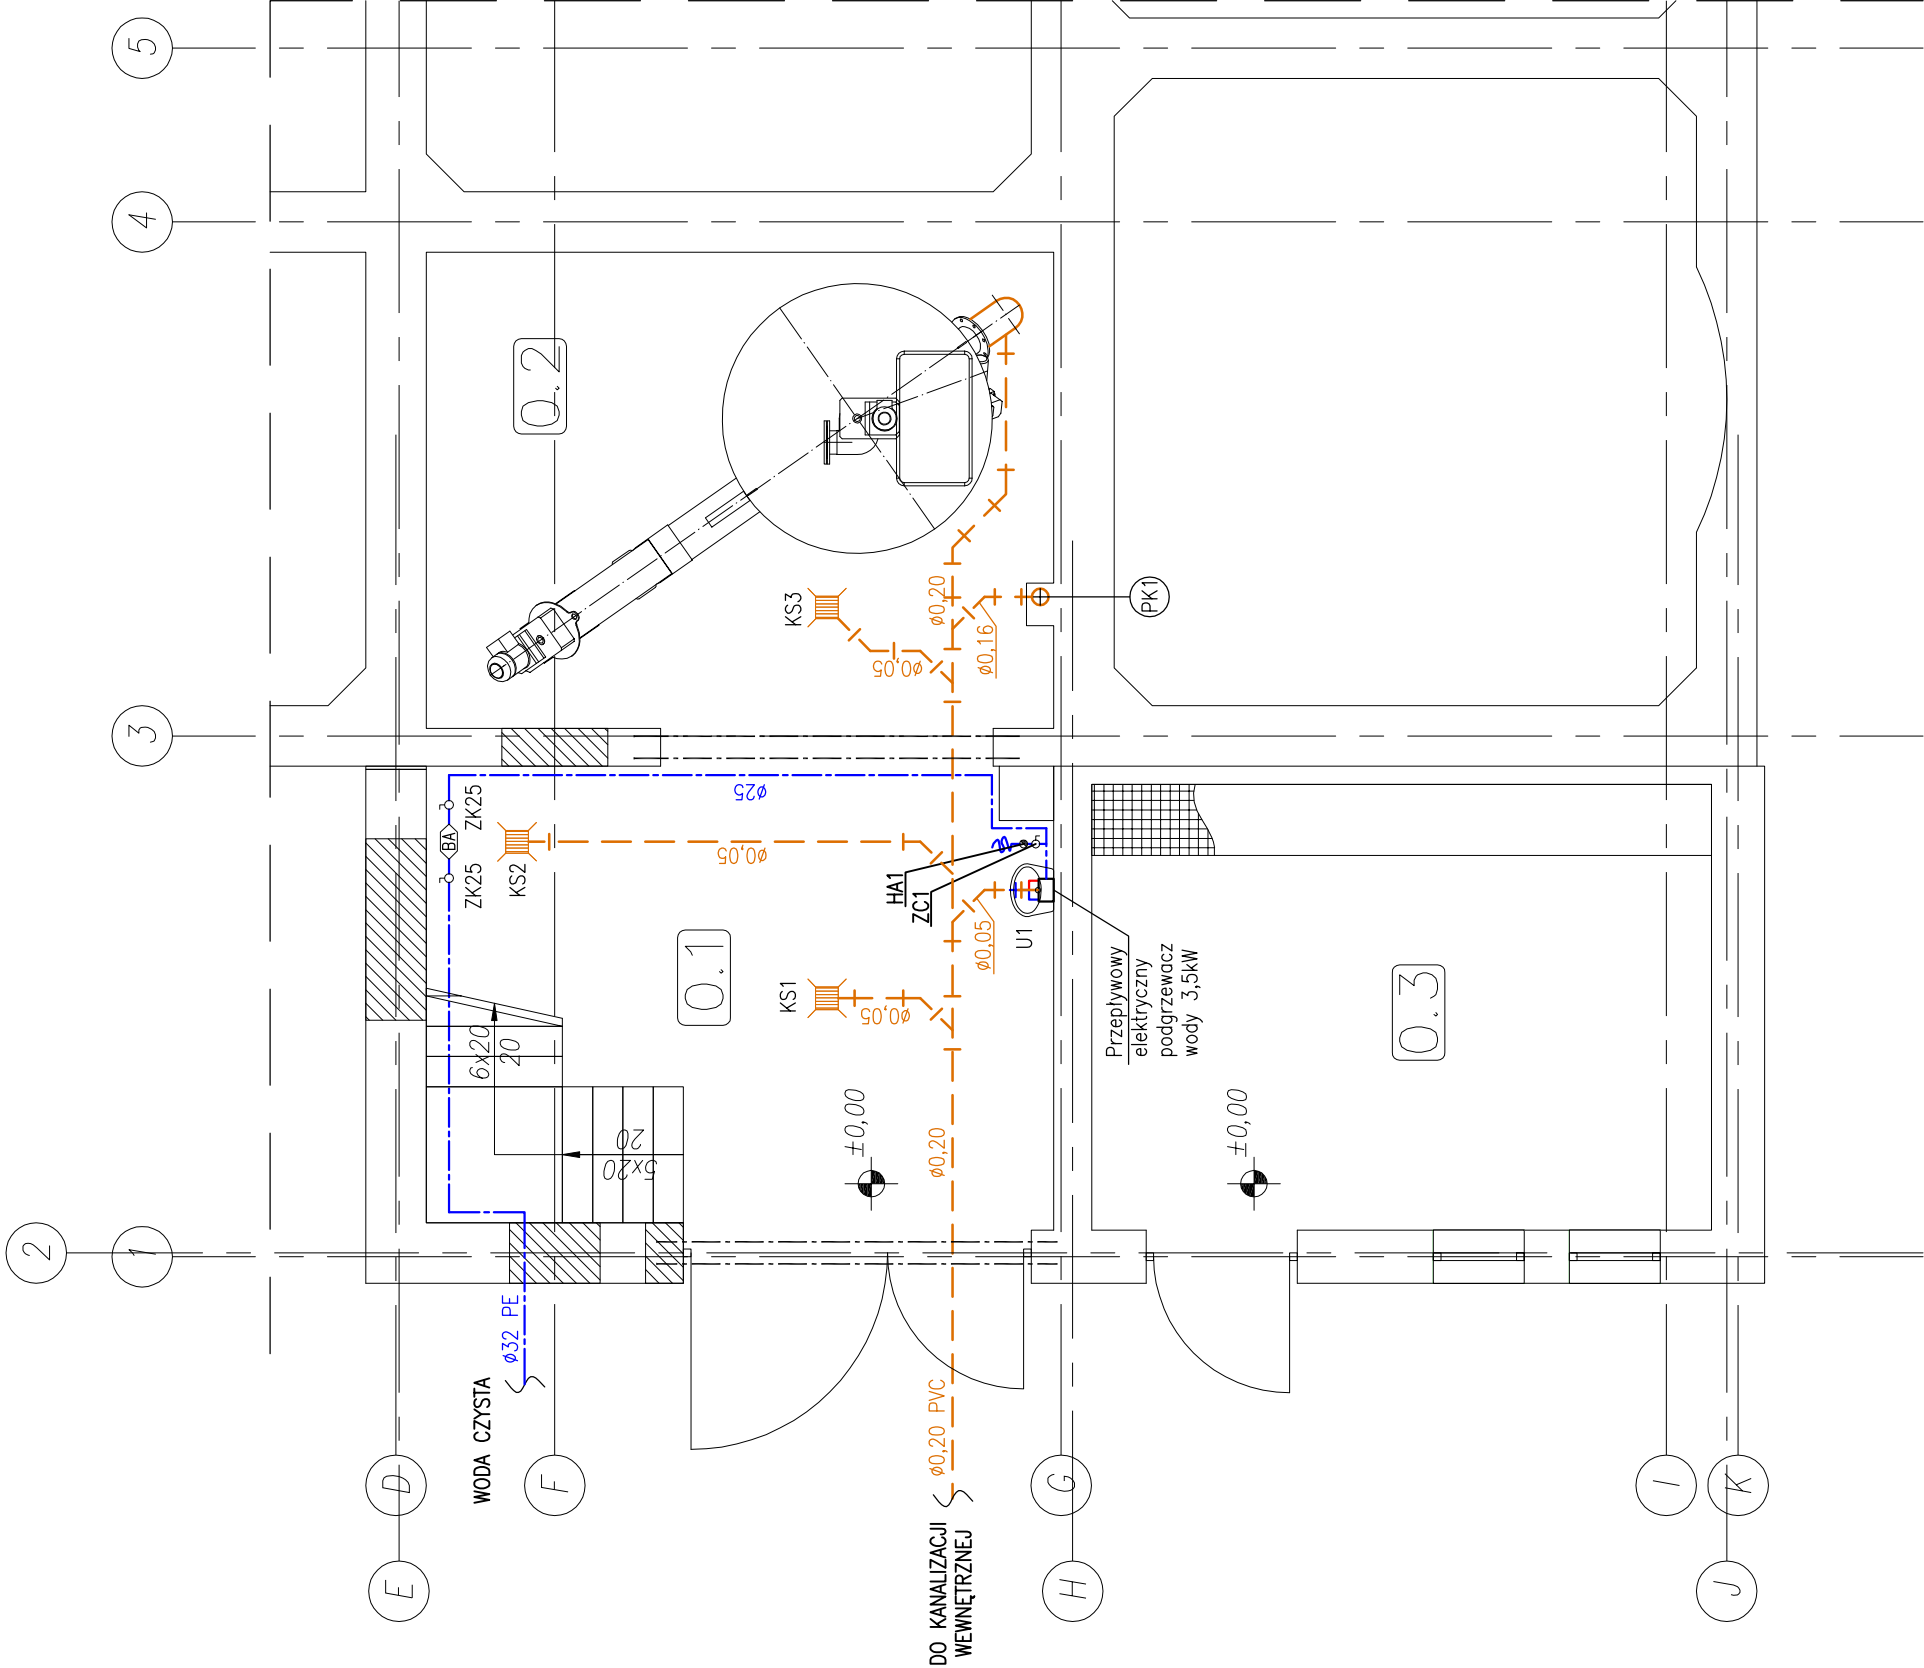 5
4
3
2
1
0.2
KS3
ø0,20
ø0,05
ø0,16
PK1
ZK25
BA
ZK25
KS2
ø25
ø0,05
HA1
ZC1
U1
ø0,05
0.1
KS1
ø0,05
6x20
20
5x20
20
±0,00
ø0,20
Przepływowy
elektryczny
podgrzewacz
wody 3,5kW
0.3
±0,00
ø32 PE
WODA CZYSTA
ø0,20 PVC
DO KANALIZACJI
WEWNĘTRZNEJ
D
E
F
G
H
I
K
J